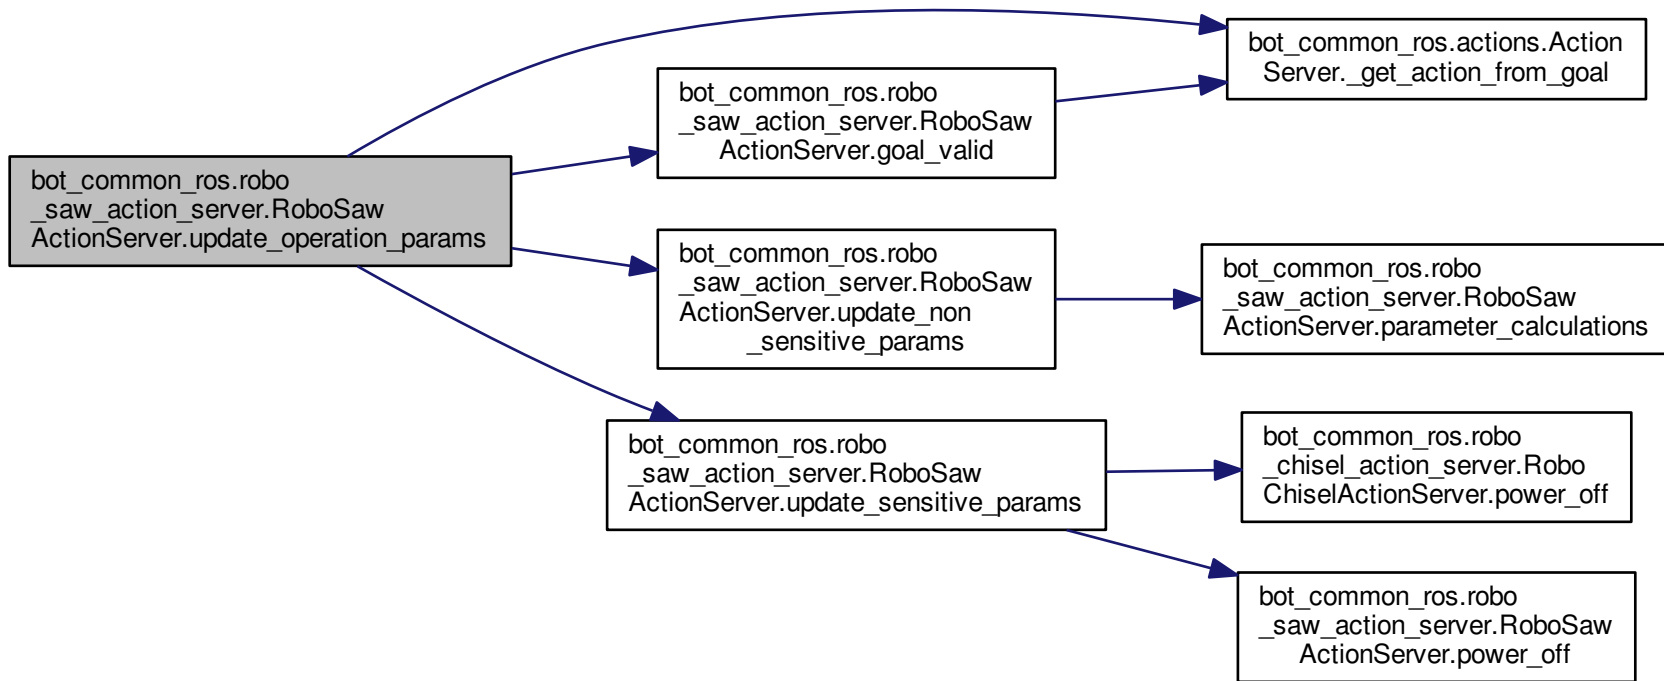 bot_common_ros.robo
_saw_action_server.RoboSaw
ActionServer.update_operation_params
bot_common_ros.actions.Action
Server._get_action_from_goal
bot_common_ros.robo
_saw_action_server.RoboSaw
ActionServer.goal_valid
bot_common_ros.robo
_saw_action_server.RoboSaw
ActionServer.update_non
_sensitive_params
bot_common_ros.robo
_saw_action_server.RoboSaw
ActionServer.parameter_calculations
bot_common_ros.robo
_saw_action_server.RoboSaw
ActionServer.update_sensitive_params
bot_common_ros.robo
_chisel_action_server.Robo
ChiselActionServer.power_off
bot_common_ros.robo
_saw_action_server.RoboSaw
ActionServer.power_off